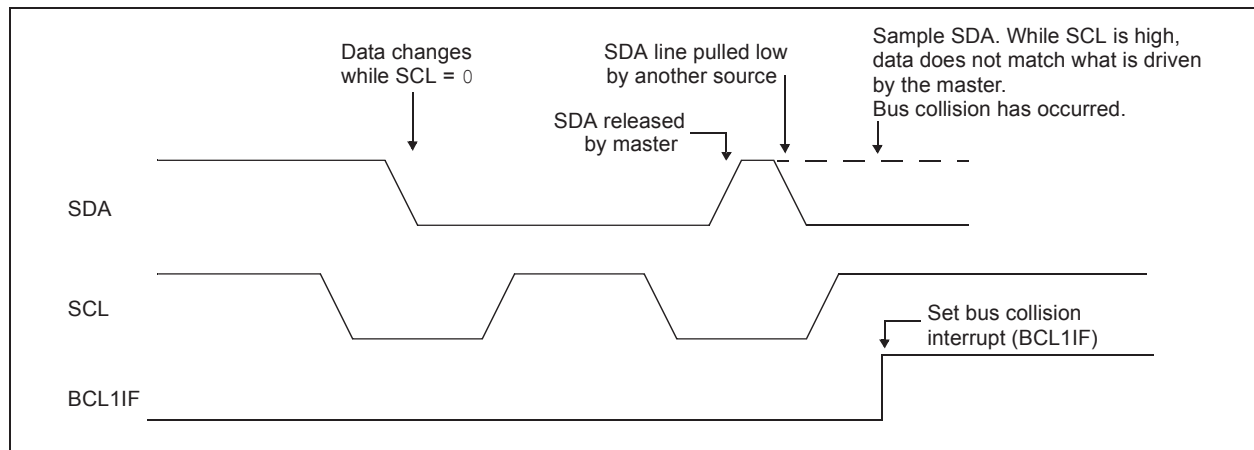 Data changes
while SCL = 0
SDA line pulled low
by another source
Sample SDA. While SCL is high,
data does not match what is driven
by the master.
Bus collision has occurred.
SDA released
by master
SDA
SCL
Set bus collision
interrupt (BCL1IF)
BCL1IF